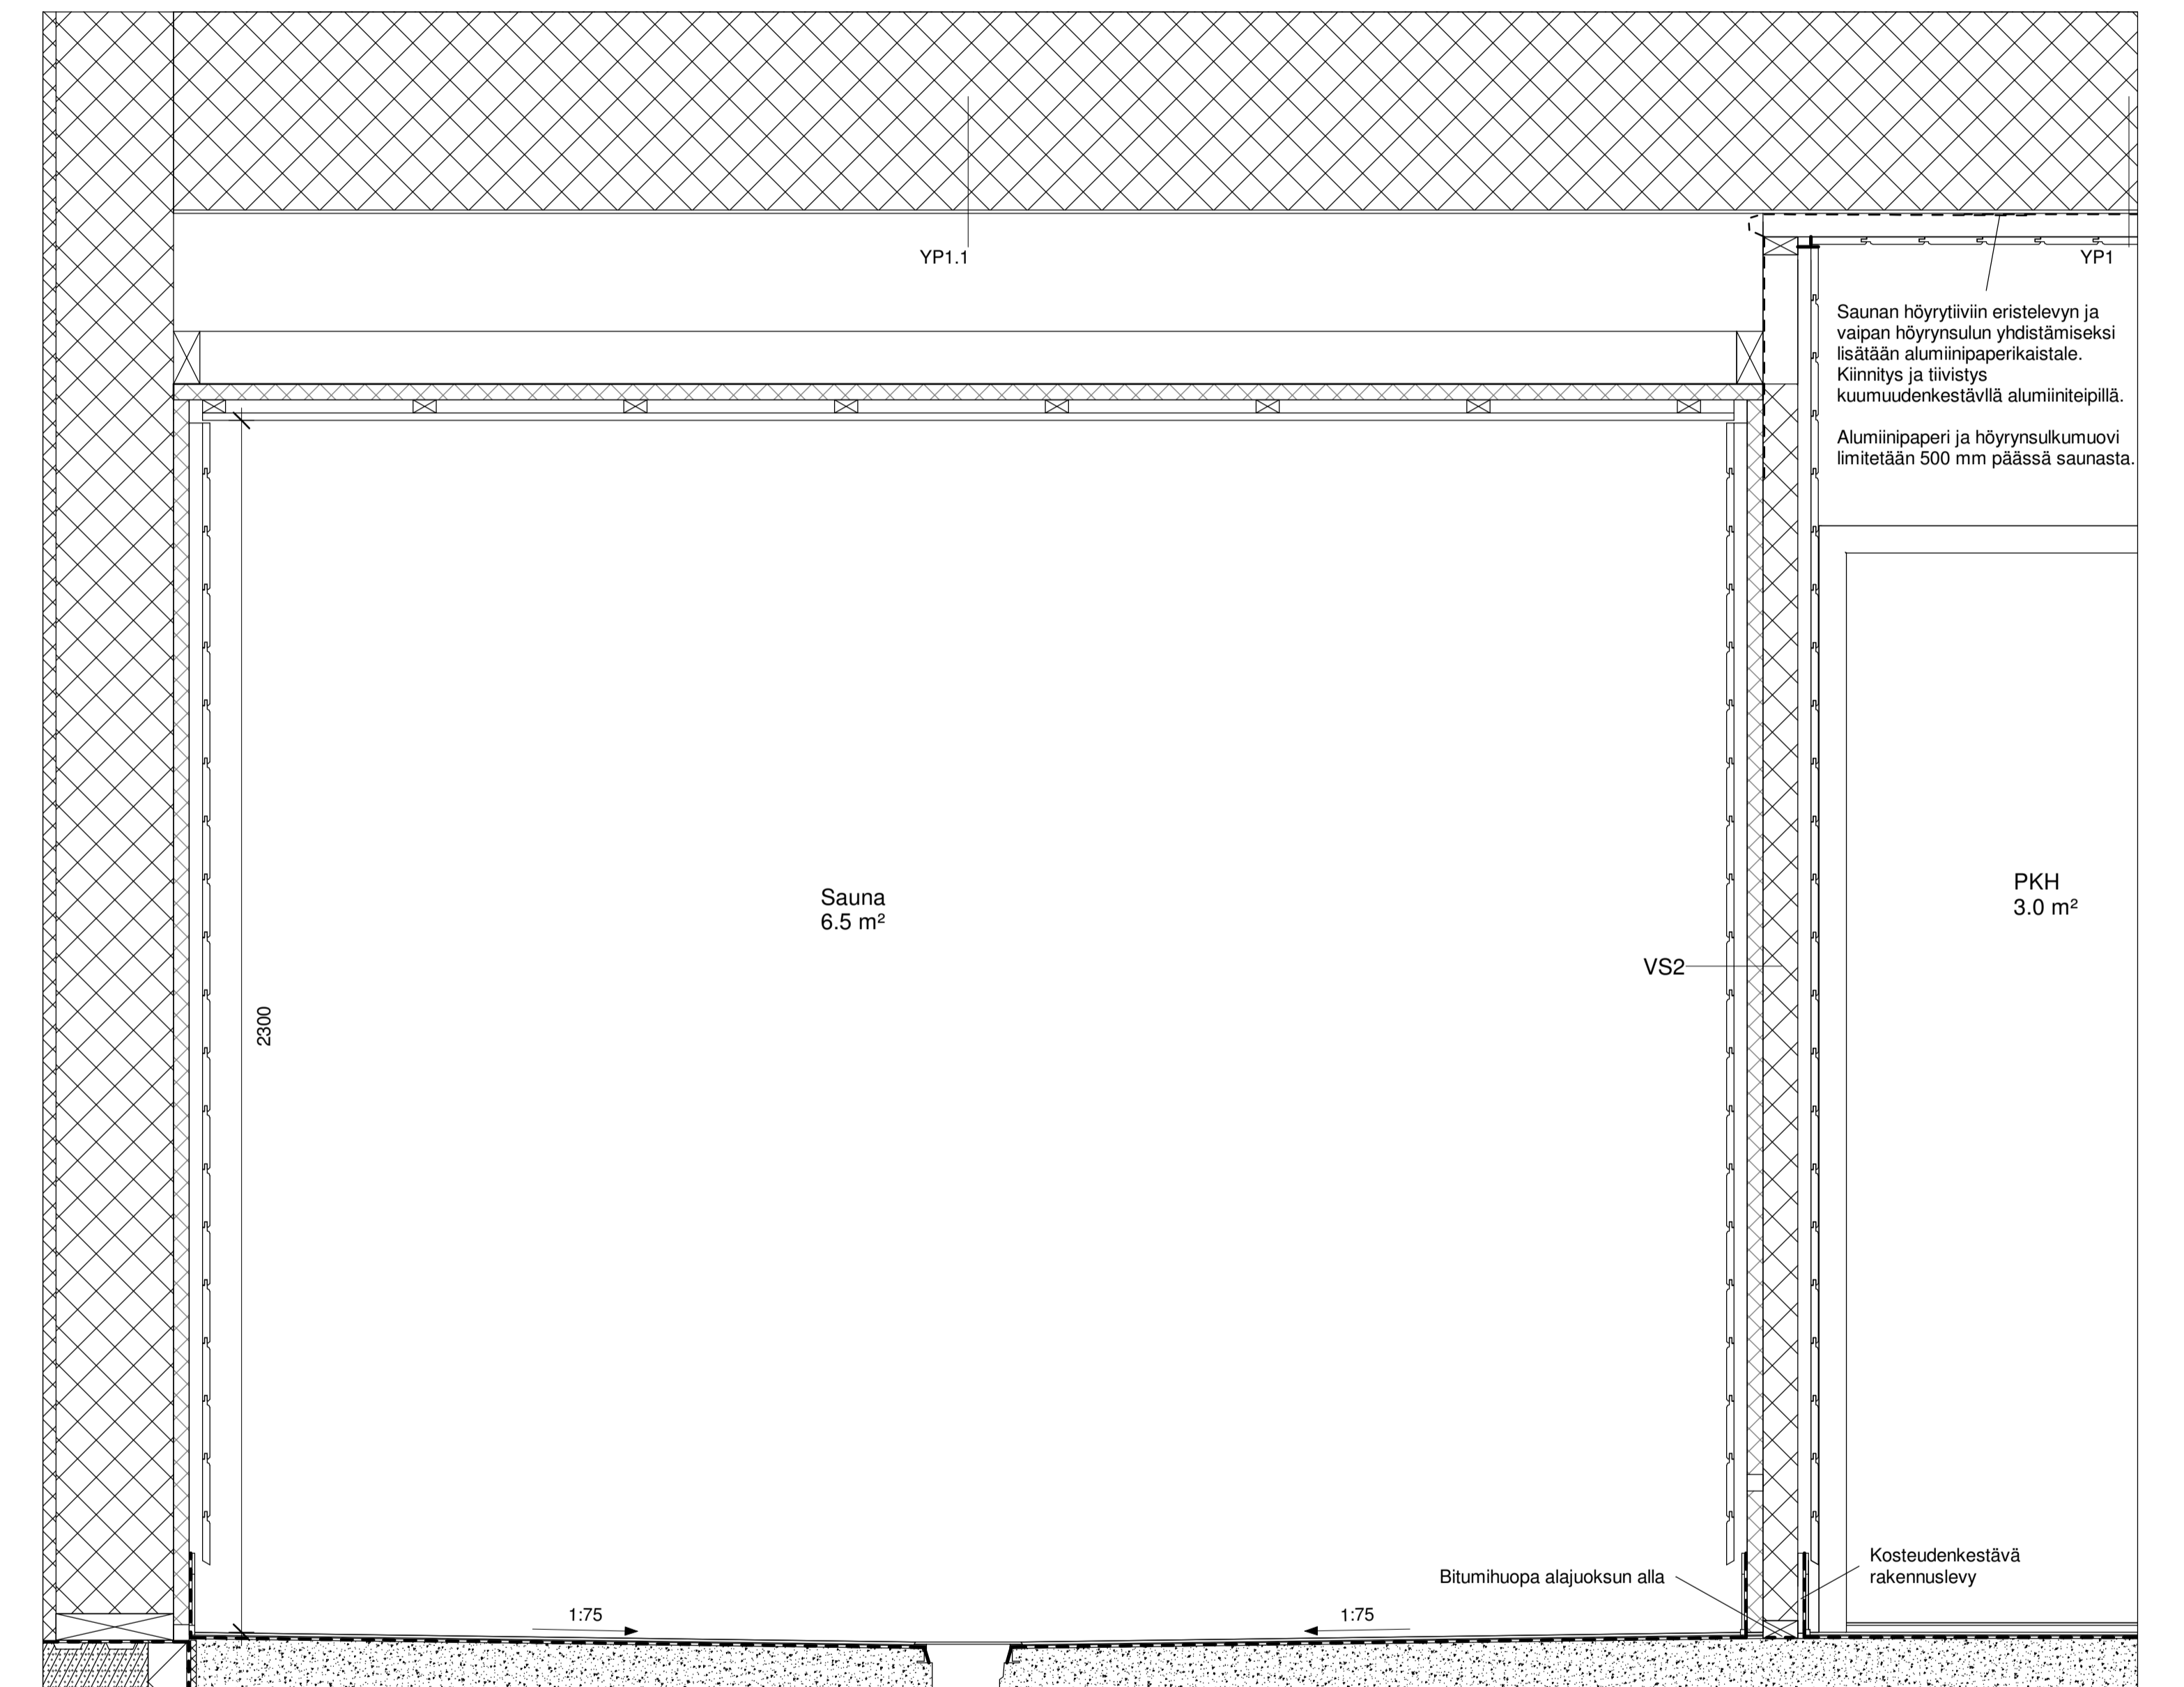 YP1.1
YP1
Saunan höyrytiiviin eristelevyn ja
vaipan höyrynsulun yhdistämiseksi
lisätään alumiinipaperikaistale.
Kiinnitys ja tiivistys
kuumuudenkestävllä alumiiniteipillä.
Alumiinipaperi ja höyrynsulkumuovi
limitetään 500 mm päässä saunasta.
Sauna
6.5 m²
PKH
3.0 m²
VS2
2300
Bitumihuopa alajuoksun alla
Kosteudenkestävä
rakennuslevy
1:75
1:75